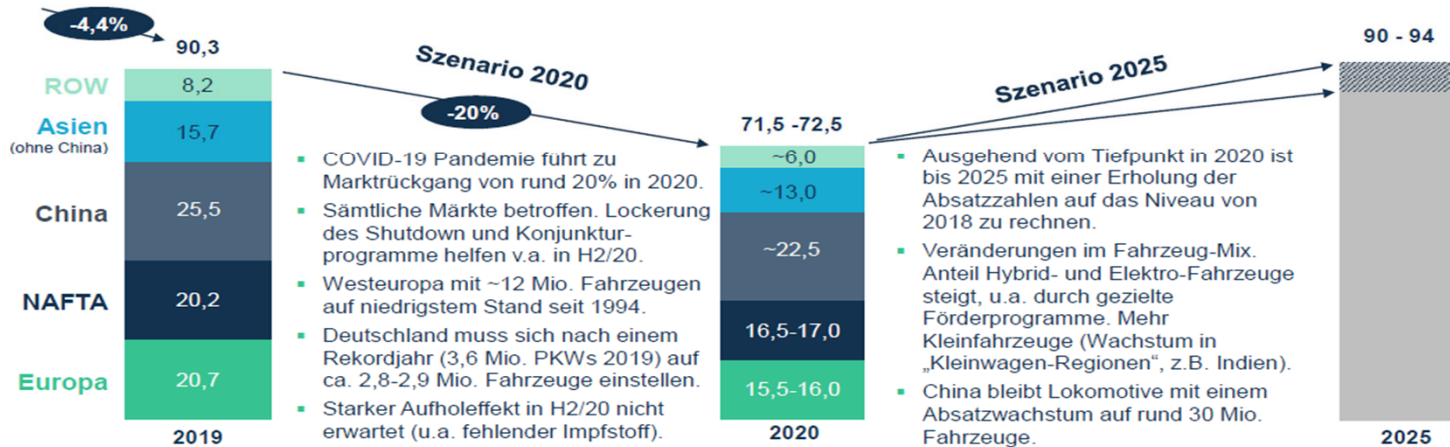 -4,4%
90,3
ROW
8,2
Asien
(ohne China)
15,7
China
25,5
NAFTA
20,2
Europa
20,7
2019
Szenario 2020
-20%
▪ COVID-19 Pandemie führt zu
Marktrückgang von rund 20% in 2020.
▪ Sämtliche Märkte betroffen. Lockerung
des Shutdown und Konjunktur-
programme helfen v.a. in H2/20.
▪ Westeuropa mit ~12 Mio. Fahrzeugen
auf niedrigstem Stand seit 1994.
▪ Deutschland muss sich nach einem
Rekordjahr (3,6 Mio. PKWs 2019) auf
ca. 2,8-2,9 Mio. Fahrzeuge einstellen.
▪ Starker Aufholeffekt in H2/20 nicht
erwartet (u.a. fehlender Impfstoff).
71,5 -72,5
~6,0
~13,0
~22,5
16,5-17,0
15,5-16,0
2020
Szenario 2025
▪ Ausgehend vom Tiefpunkt in 2020 ist
bis 2025 mit einer Erholung der
Absatzzahlen auf das Niveau von
2018 zu rechnen.
▪ Veränderungen im Fahrzeug-Mix.
Anteil Hybrid- und Elektro-Fahrzeuge
steigt, u.a. durch gezielte
Förderprogramme. Mehr
Kleinfahrzeuge (Wachstum in
„Kleinwagen-Regionen“, z.B. Indien).
▪ China bleibt Lokomotive mit einem
Absatzwachstum auf rund 30 Mio.
Fahrzeuge.
90 - 94
2025